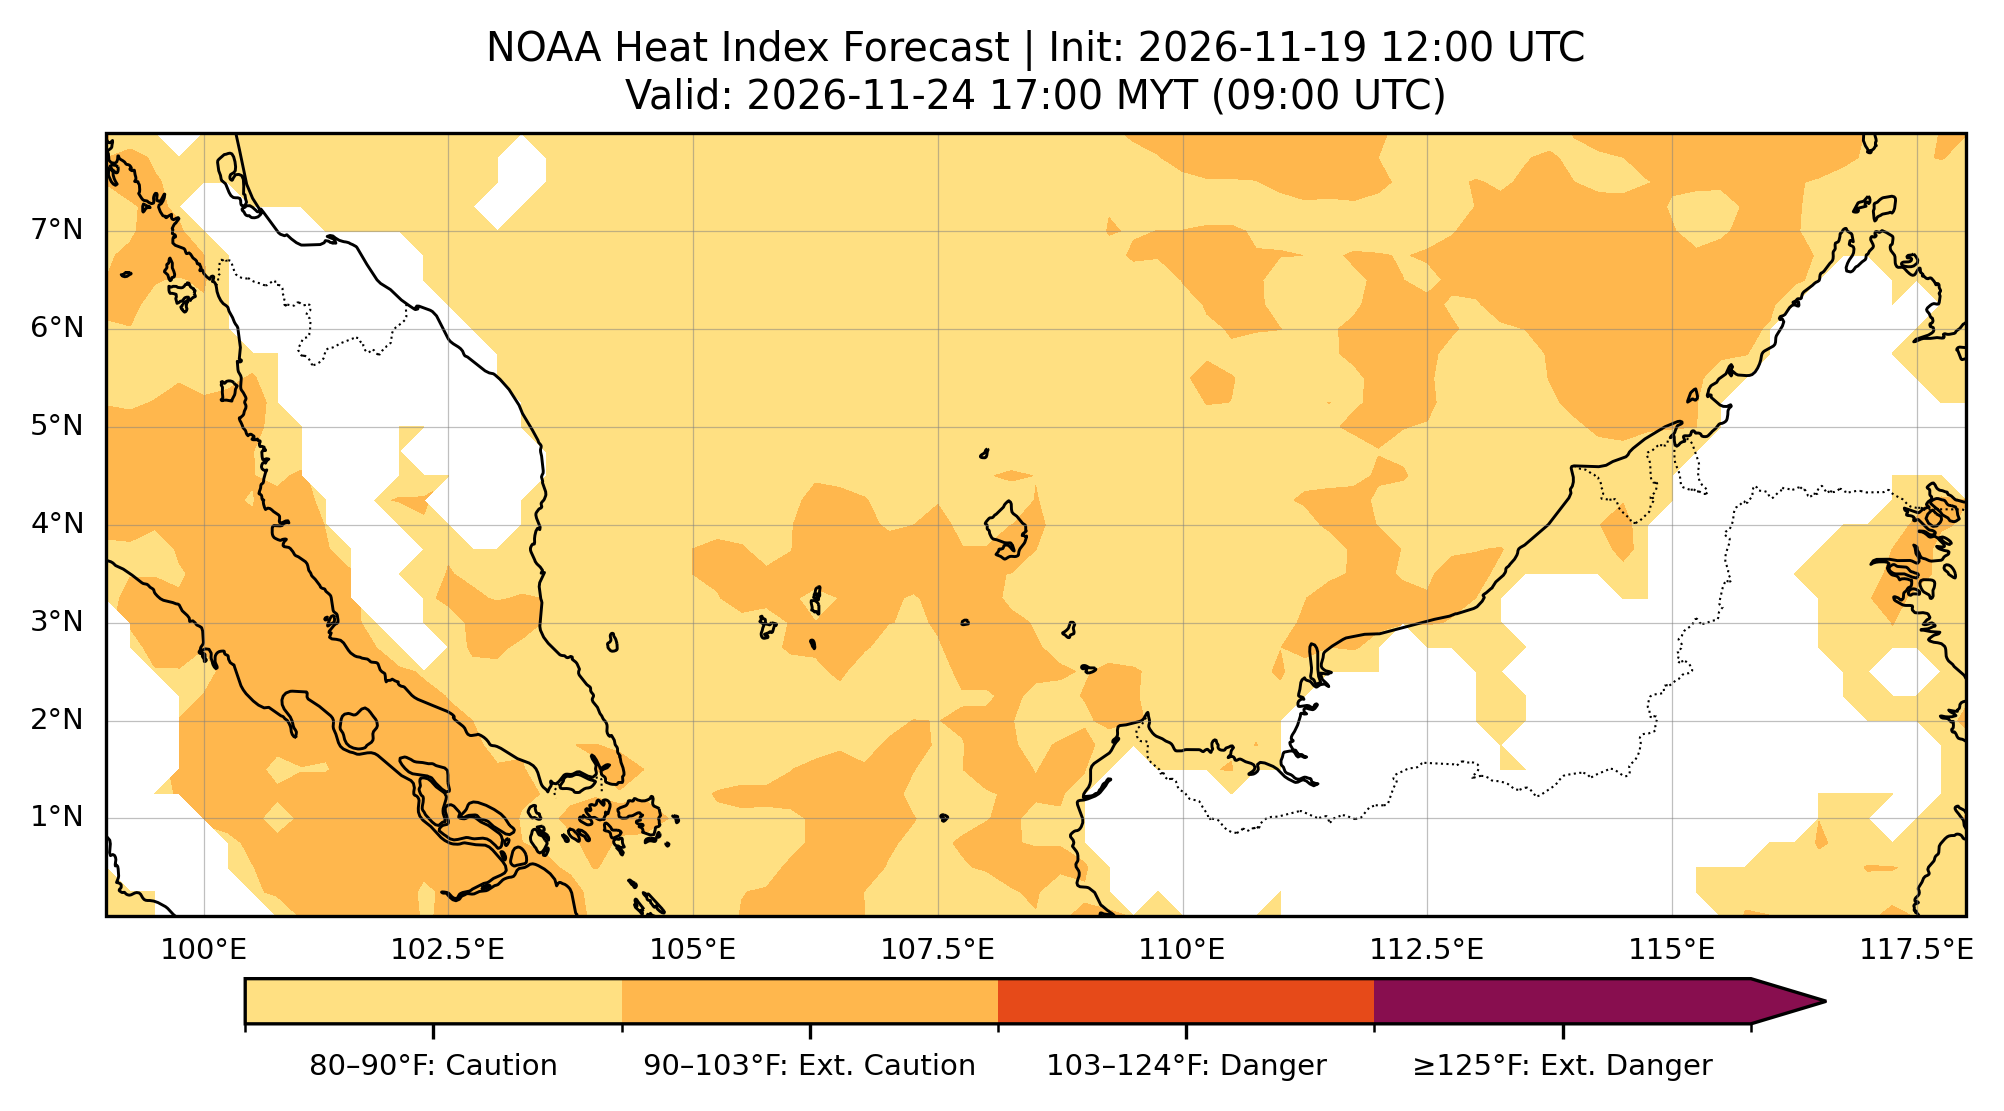 NOAA Heat Index Forecast | Init: 2026-11-19 12:00 UTC
Valid: 2026-11-24 17:00 MYT (09:00 UTC)
7°N
6°N
5°N
4°N
3°N
2°N
1°N
100°E 102.5°E 105°E 107.5°E 110°E 112.5°E 115°E 117.5°E
80–90°F: Caution 90–103°F: Ext. Caution 103–124°F: Danger ≥125°F: Ext. Danger